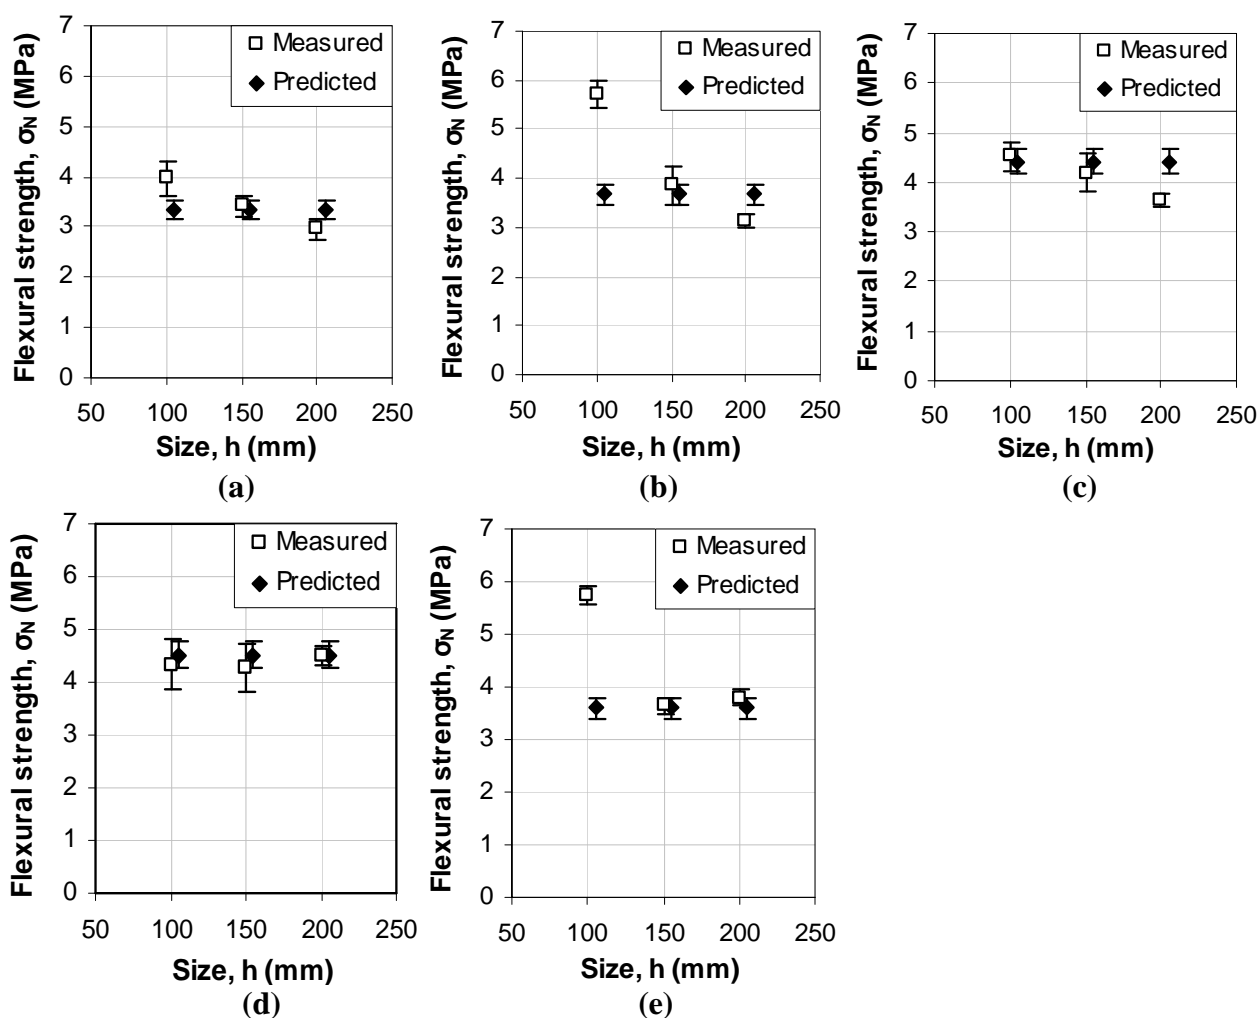 Flexural strength, σN (MPa)
7
6
5
4
3
2
1
0
Measured
Predicted
50 100 150 200 250
Size, h (mm)
(a)
Flexural strength, σN (MPa)
7
6
5
4
3
2
1
0
Measured
Predicted
50 100 150 200 250
Size, h (mm)
(b)
Flexural strength, σN (MPa)
7
6
5
4
3
2
1
0
Measured
Predicted
50 100 150 200 250
Size, h (mm)
(c)
Flexural strength, σN (MPa)
7
6
5
4
3
2
1
0
Measured
Predicted
50 100 150 200 250
Size, h (mm)
(d)
Flexural strength, σN (MPa)
7
6
5
4
3
2
1
0
Measured
Predicted
50 100 150 200 250
Size, h (mm)
(e)